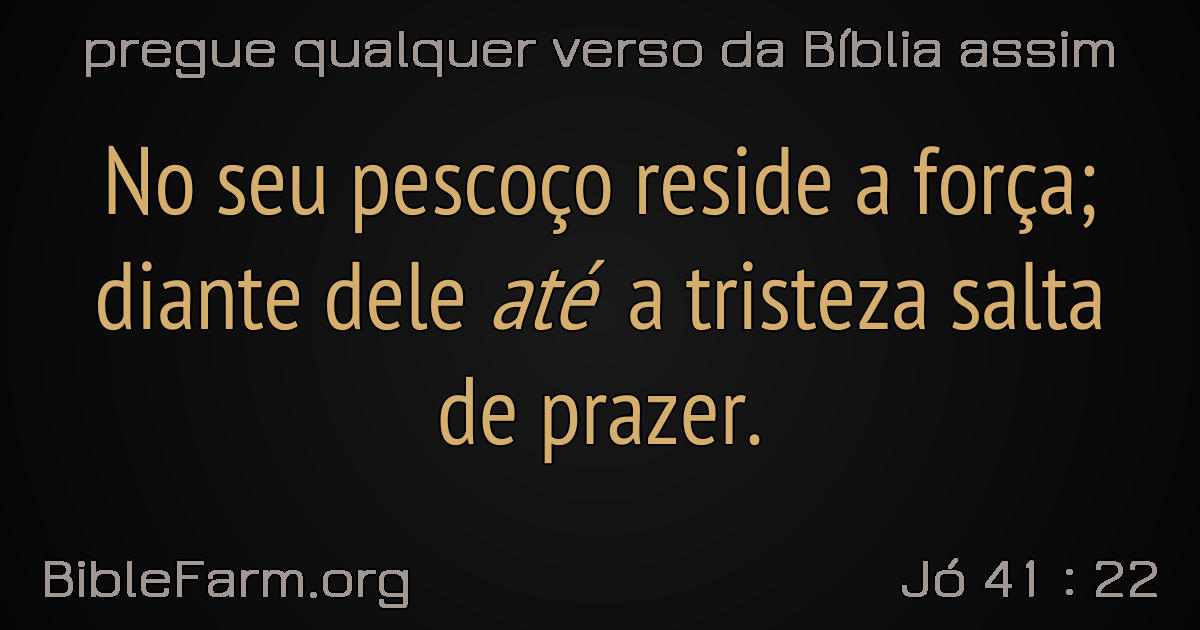 pregue qualquer verso da Bíblia assim
No seu pescoço reside a força;
diante dele até a tristeza salta
de prazer.
BibleFarm.org
Jó 41 : 22